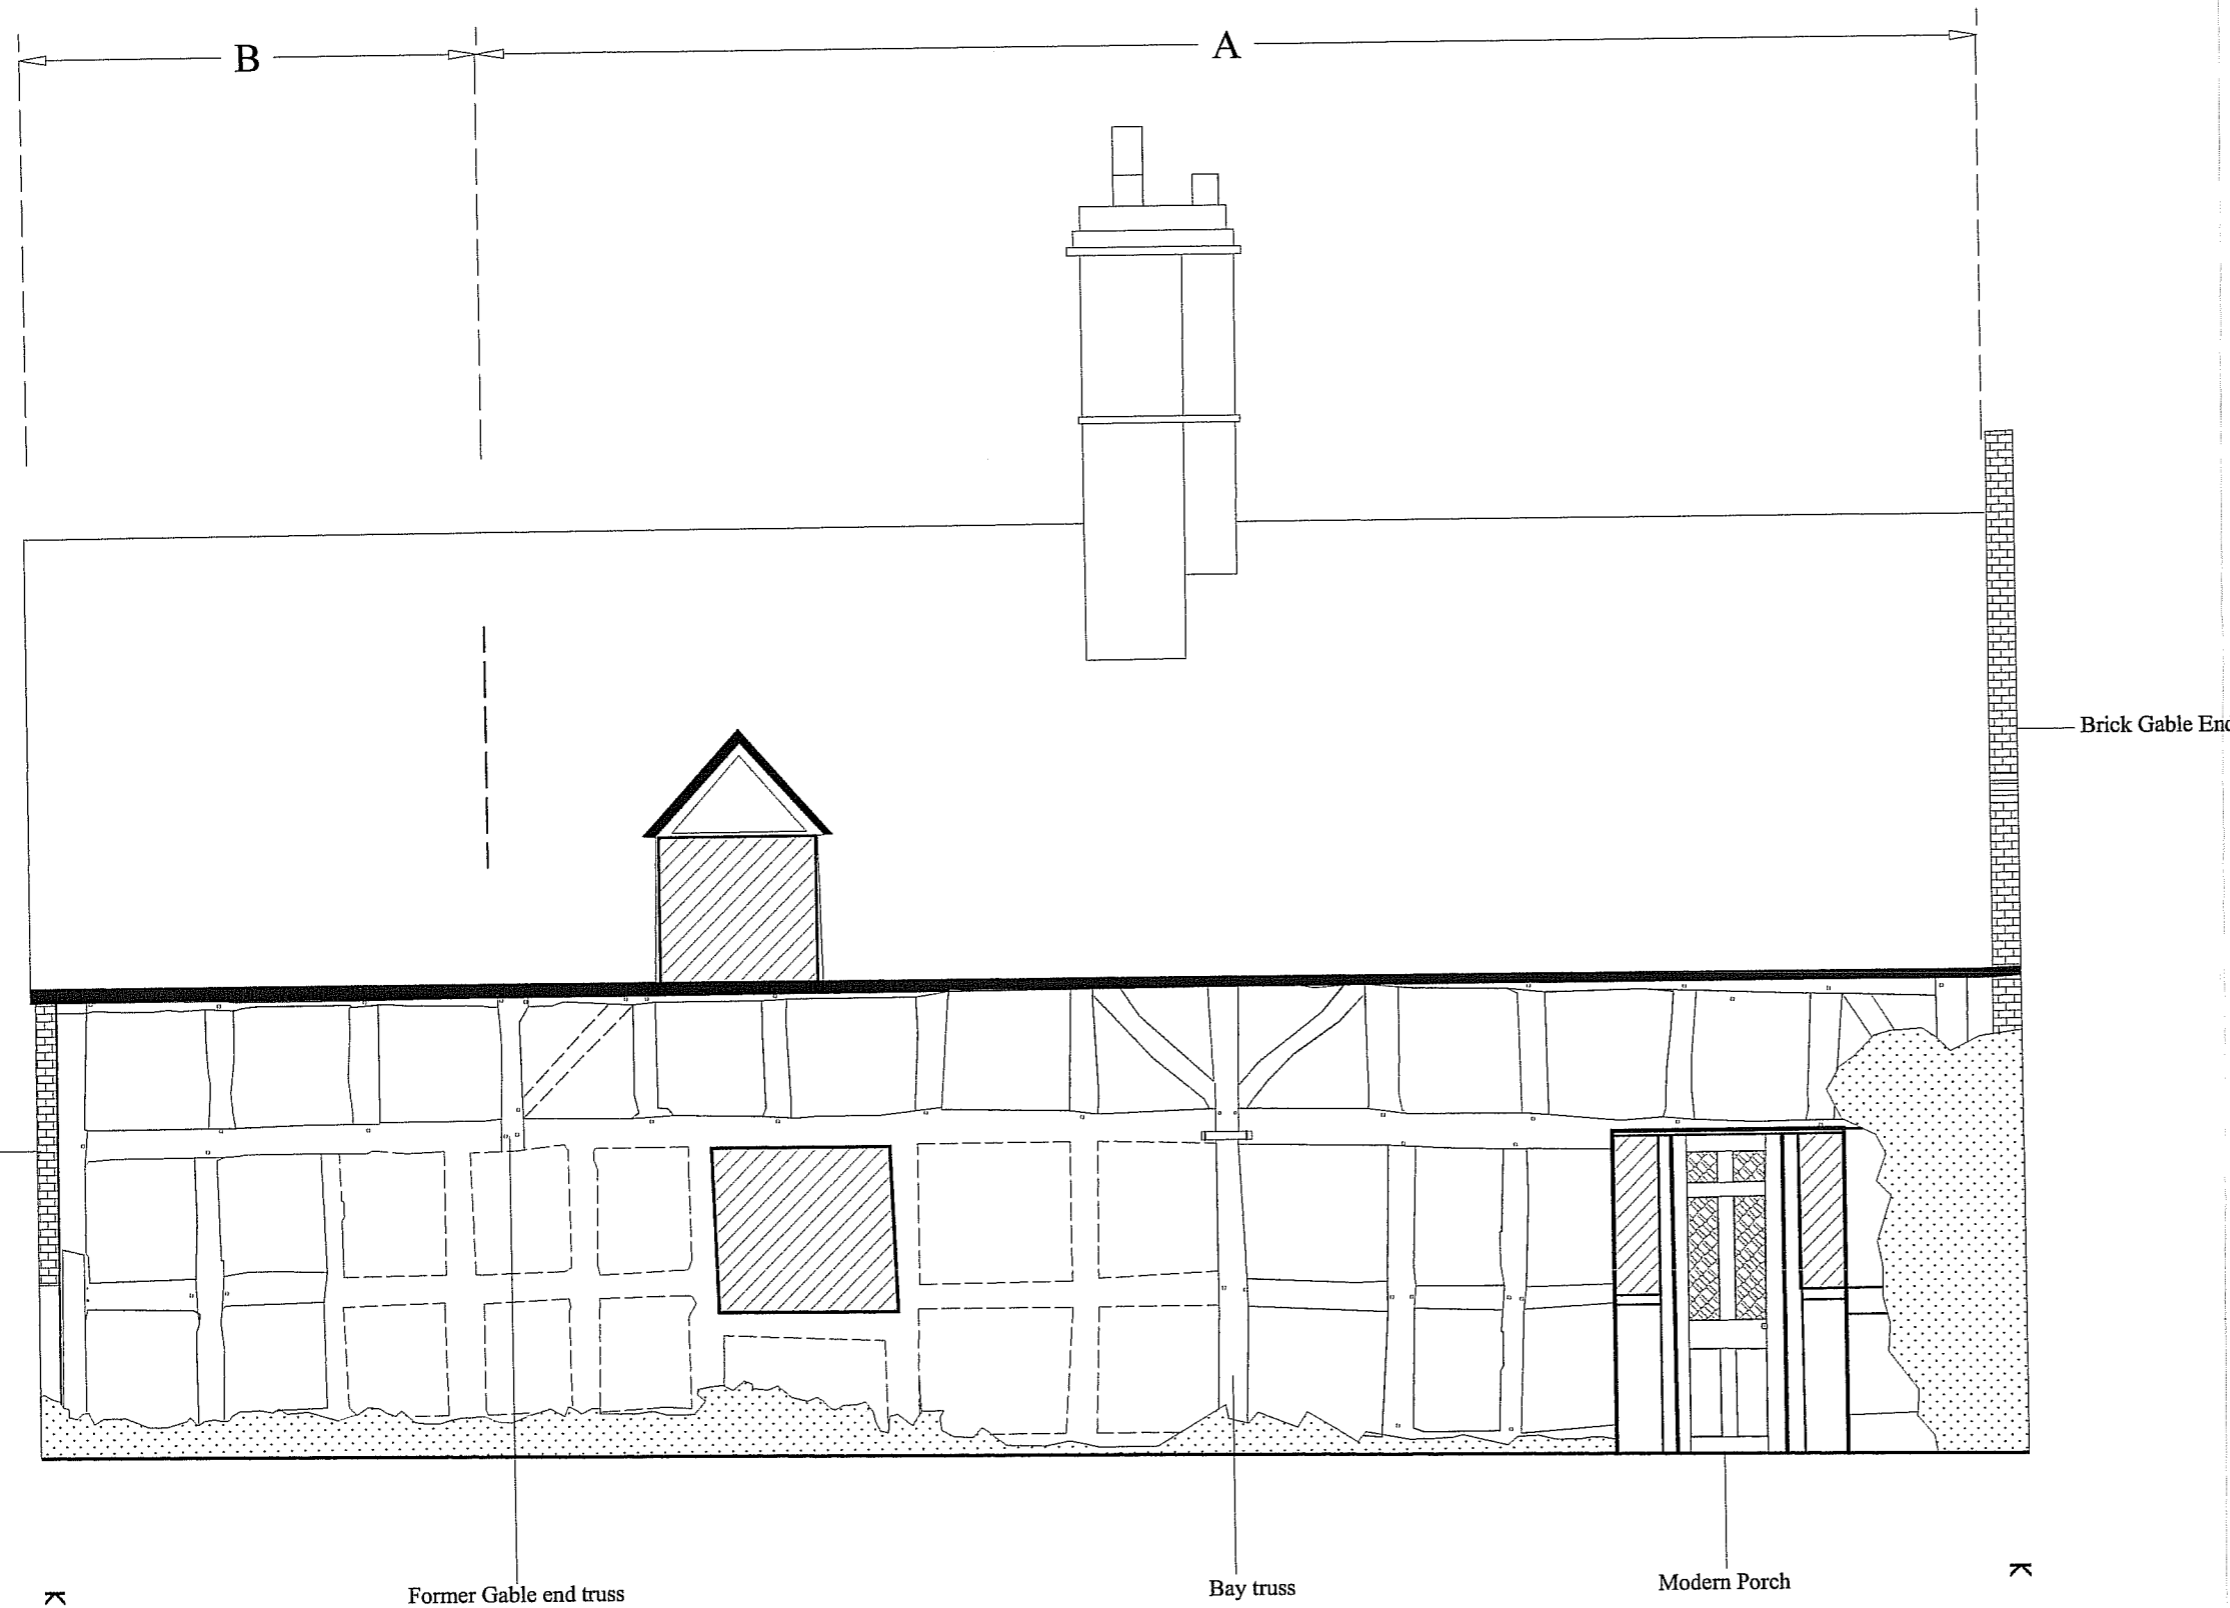 B
A
Brick Gable End
Former Gable end truss
Bay truss
Modern Porch
K
K